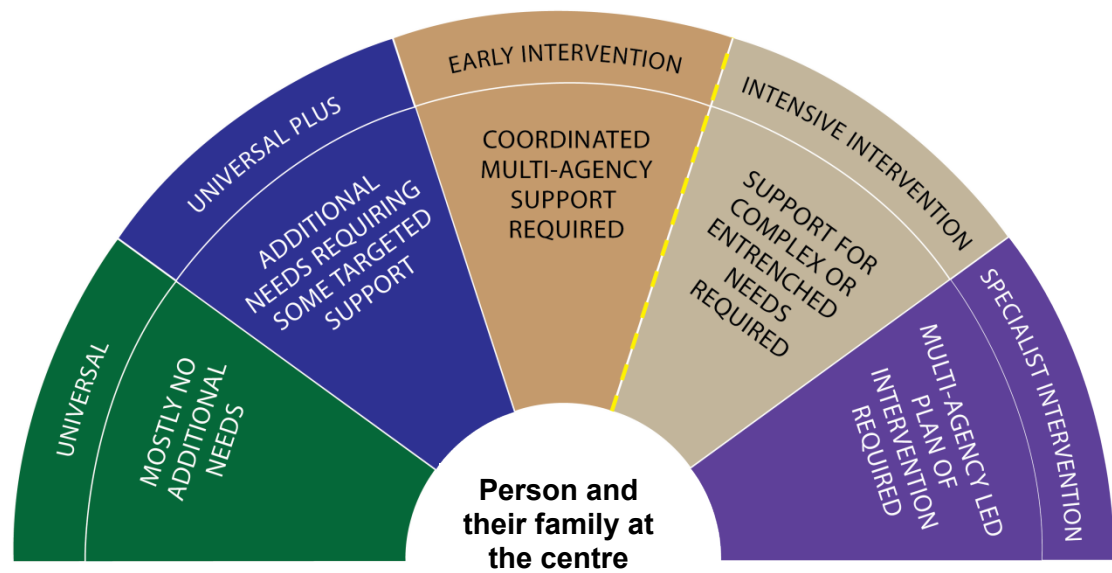 UNIVERSAL
MOSTLY NO
ADDITIONAL
NEEDS
UNIVERSAL PLUS
ADDITIONAL
NEEDS REQUIRING
SOME TARGETED
SUPPORT
EARLY INTERVENTION
COORDINATED
MULTI-AGENCY
SUPPORT
REQUIRED
INTENSIVE INTERVENTION
SUPPORT FOR
COMPLEX OR
ENTRENCHED
NEEDS
REQUIRED
SPECIALIST INTERVENTION
MULTI-AGENCY LED
PLAN OF
INTERVENTION
REQUIRED
Person and
their family at
the centre